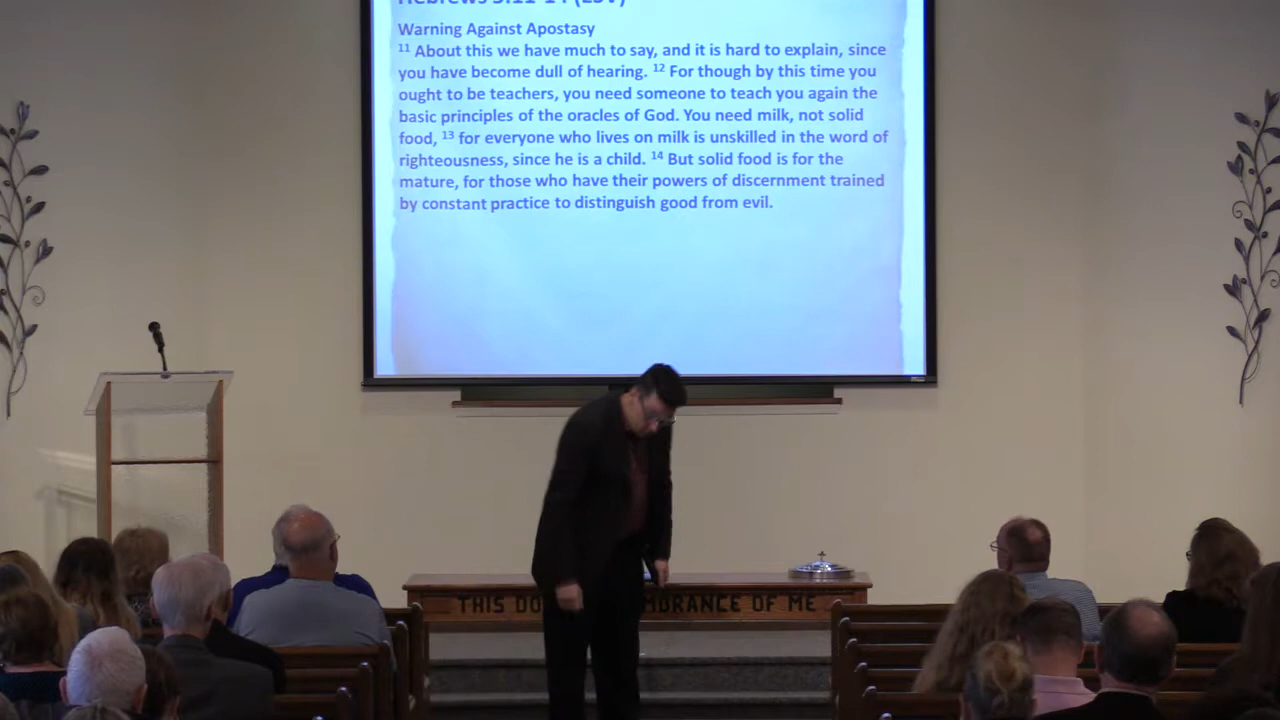 Hebrews 5:11-14 (ESV)
Warning Against Apostasy
11 About this we have much to say, and it is hard to explain, since
you have become dull of hearing. 12 For though by this time you
ought to be teachers, you need someone to teach you again the
basic principles of the oracles of God. You need milk, not solid
food, 13 for everyone who lives on milk is unskilled in the word of
righteousness, since he is a child. 14 But solid food is for the
mature, for those who have their powers of discernment trained
by constant practice to distinguish good from evil.
THIS DO MBRANCE OF ME